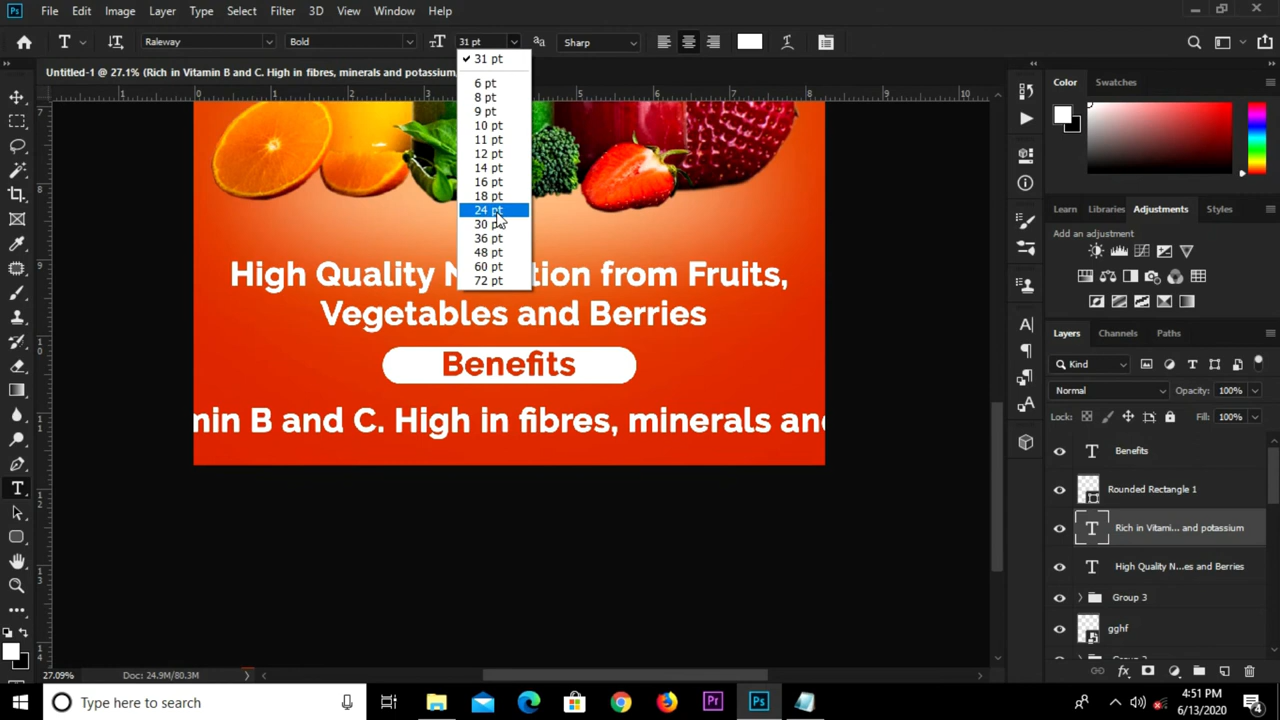 File Edit Image Layer Type Select Filter 3D View Window Help
Raleway Bold 31 pt Sharp
Untitled-1 @ 27.1% (Rich in Vitamin B and C. High in fibres, minerals and potassium,
31 pt
6 pt
8 pt
9 pt
10 pt
11 pt
12 pt
14 pt
16 pt
18 pt
24 pt
30 pt
36 pt
48 pt
60 pt
72 pt
High Quality N tion from Fruits,
Vegetables and Berries
Benefits
min B and C. High in fibres, minerals and
Color Swatches
Learn Libraries Adjustments Styles
Add an adjustment
Layers Channels Paths
Kind
Normal Opacity: 100%
Lock: Fill: 100%
Benefits
Rounded Rectangle 1
Rich in Vitami... and potassium
High Quality N...es and Berries
Group 3
gghf
27.09% Doc: 24.9M/80.3M
Type here to search
4:51 PM
6/13/2020